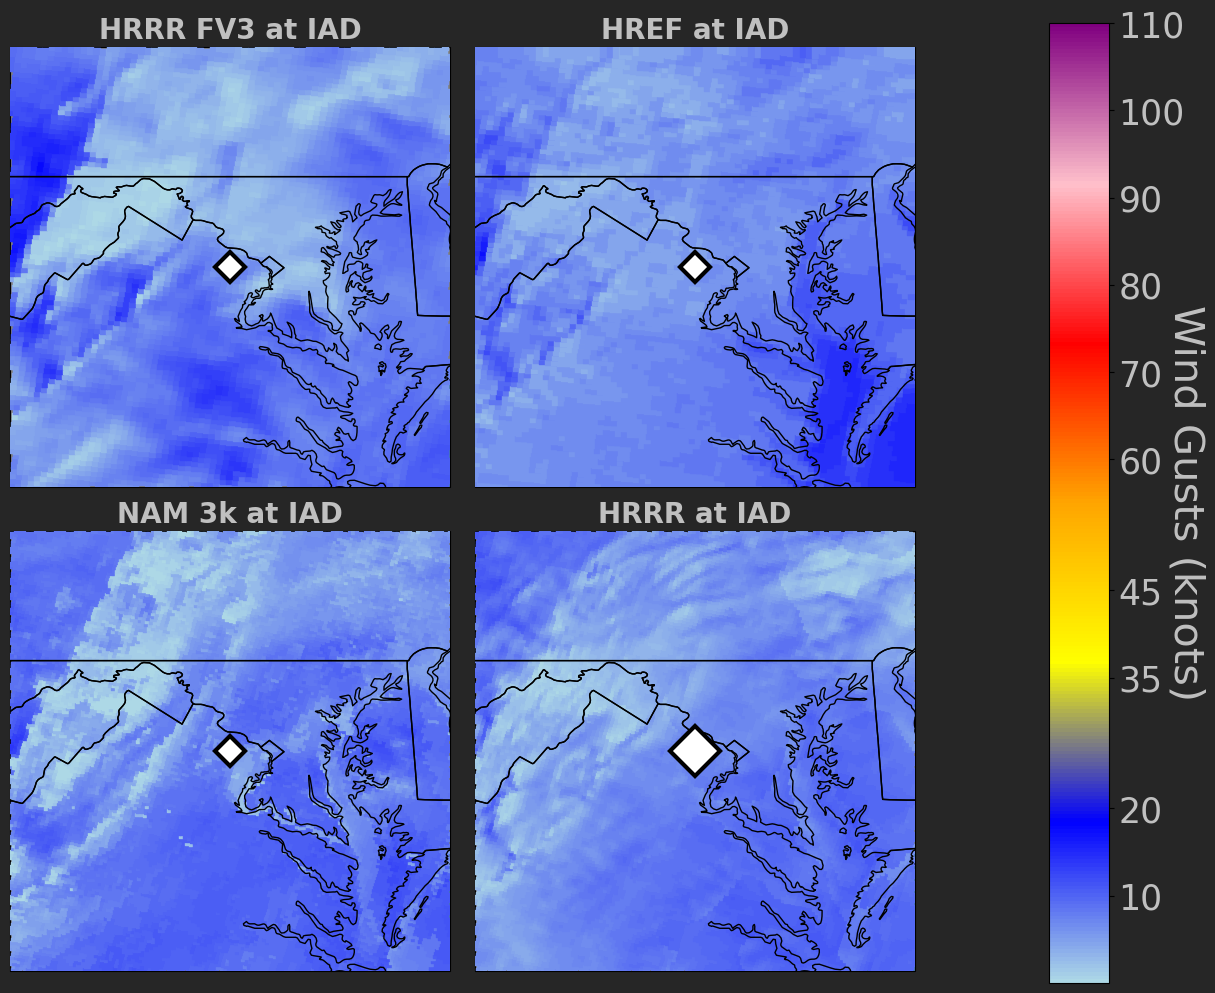 HRRR FV3 at IAD
HREF at IAD
NAM 3k at IAD
HRRR at IAD
110
100
90
80
70
60
45
35
20
10
Wind Gusts (knots)